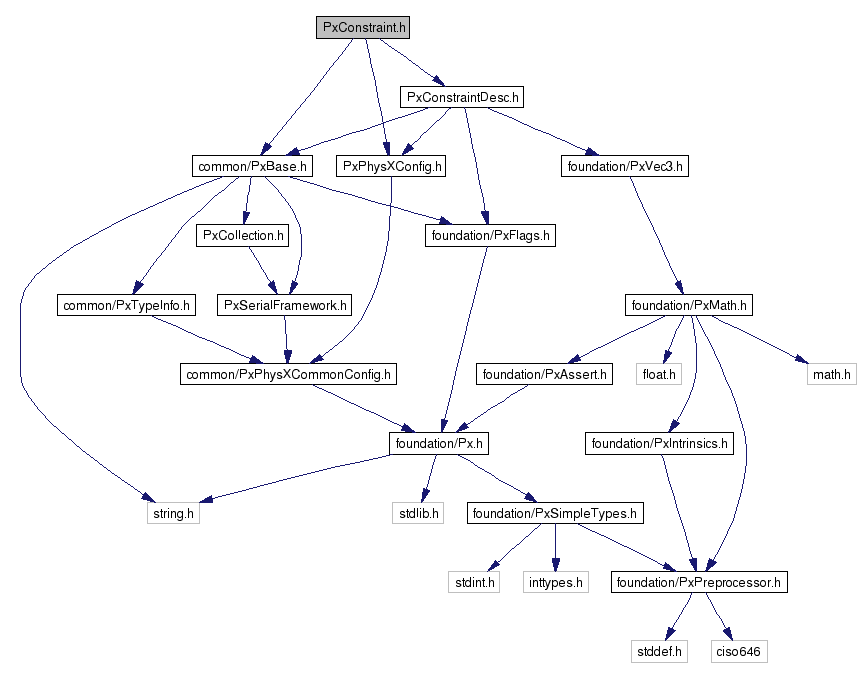 PxConstraint.h
PxConstraintDesc.h
common/PxBase.h
PxPhysXConfig.h
foundation/PxVec3.h
PxCollection.h
foundation/PxFlags.h
common/PxTypeInfo.h
PxSerialFramework.h
foundation/PxMath.h
common/PxPhysXCommonConfig.h
foundation/PxAssert.h
float.h
math.h
foundation/Px.h
foundation/PxIntrinsics.h
string.h
stdlib.h
foundation/PxSimpleTypes.h
stdint.h
inttypes.h
foundation/PxPreprocessor.h
stddef.h
ciso646